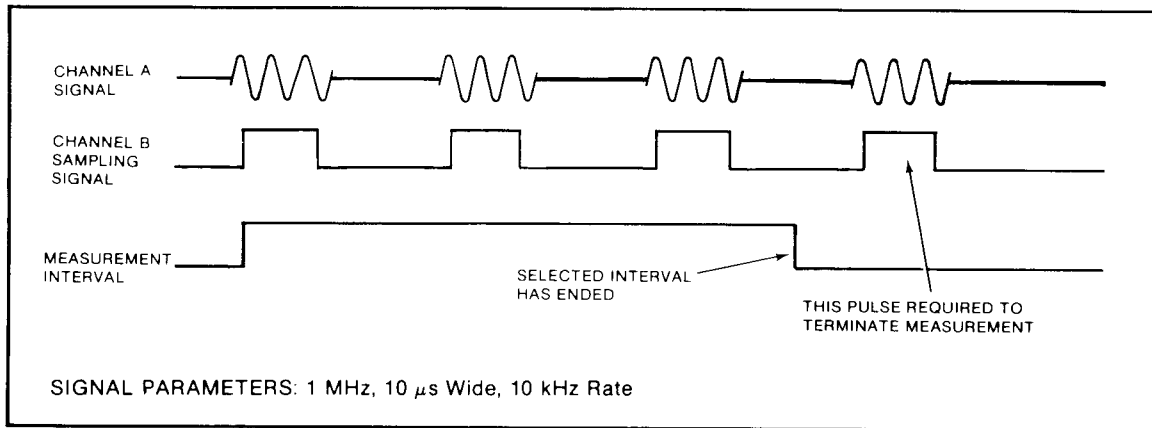 CHANNEL A
SIGNAL
CHANNEL B
SAMPLING
SIGNAL
MEASUREMENT
INTERVAL
SELECTED INTERVAL
HAS ENDED
THIS PULSE REQUIRED TO
TERMINATE MEASUREMENT
SIGNAL PARAMETERS: 1 MHz, 10 μs Wide, 10 kHz Rate